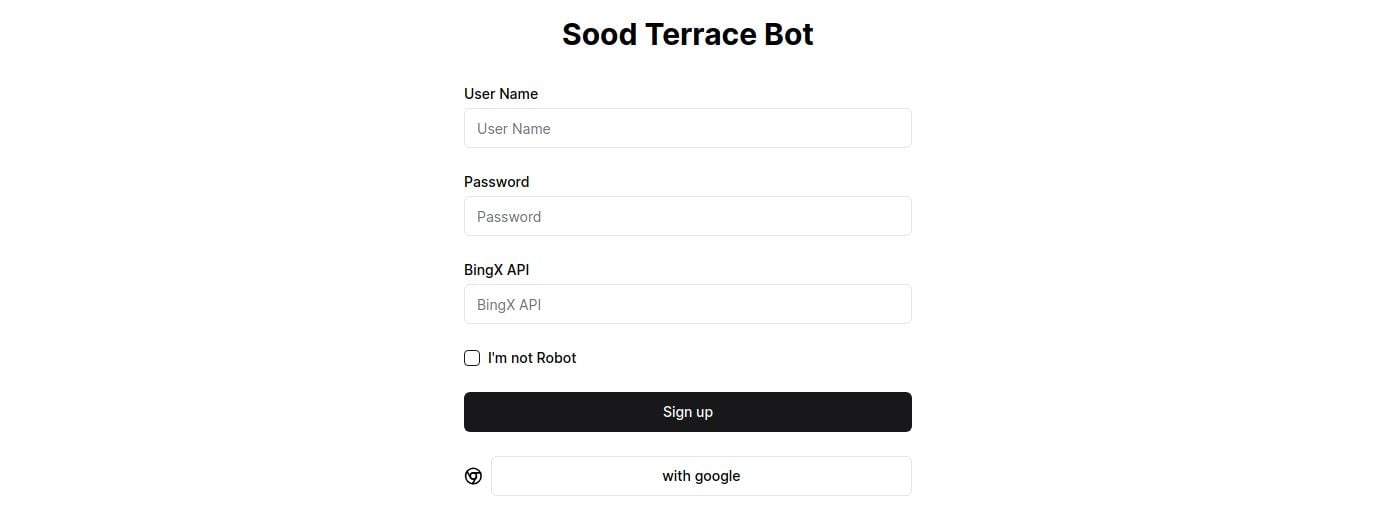 Sood Terrace Bot
User Name
User Name
Password
Password
BingX API
BingX API
I'm not Robot
Sign up
with google